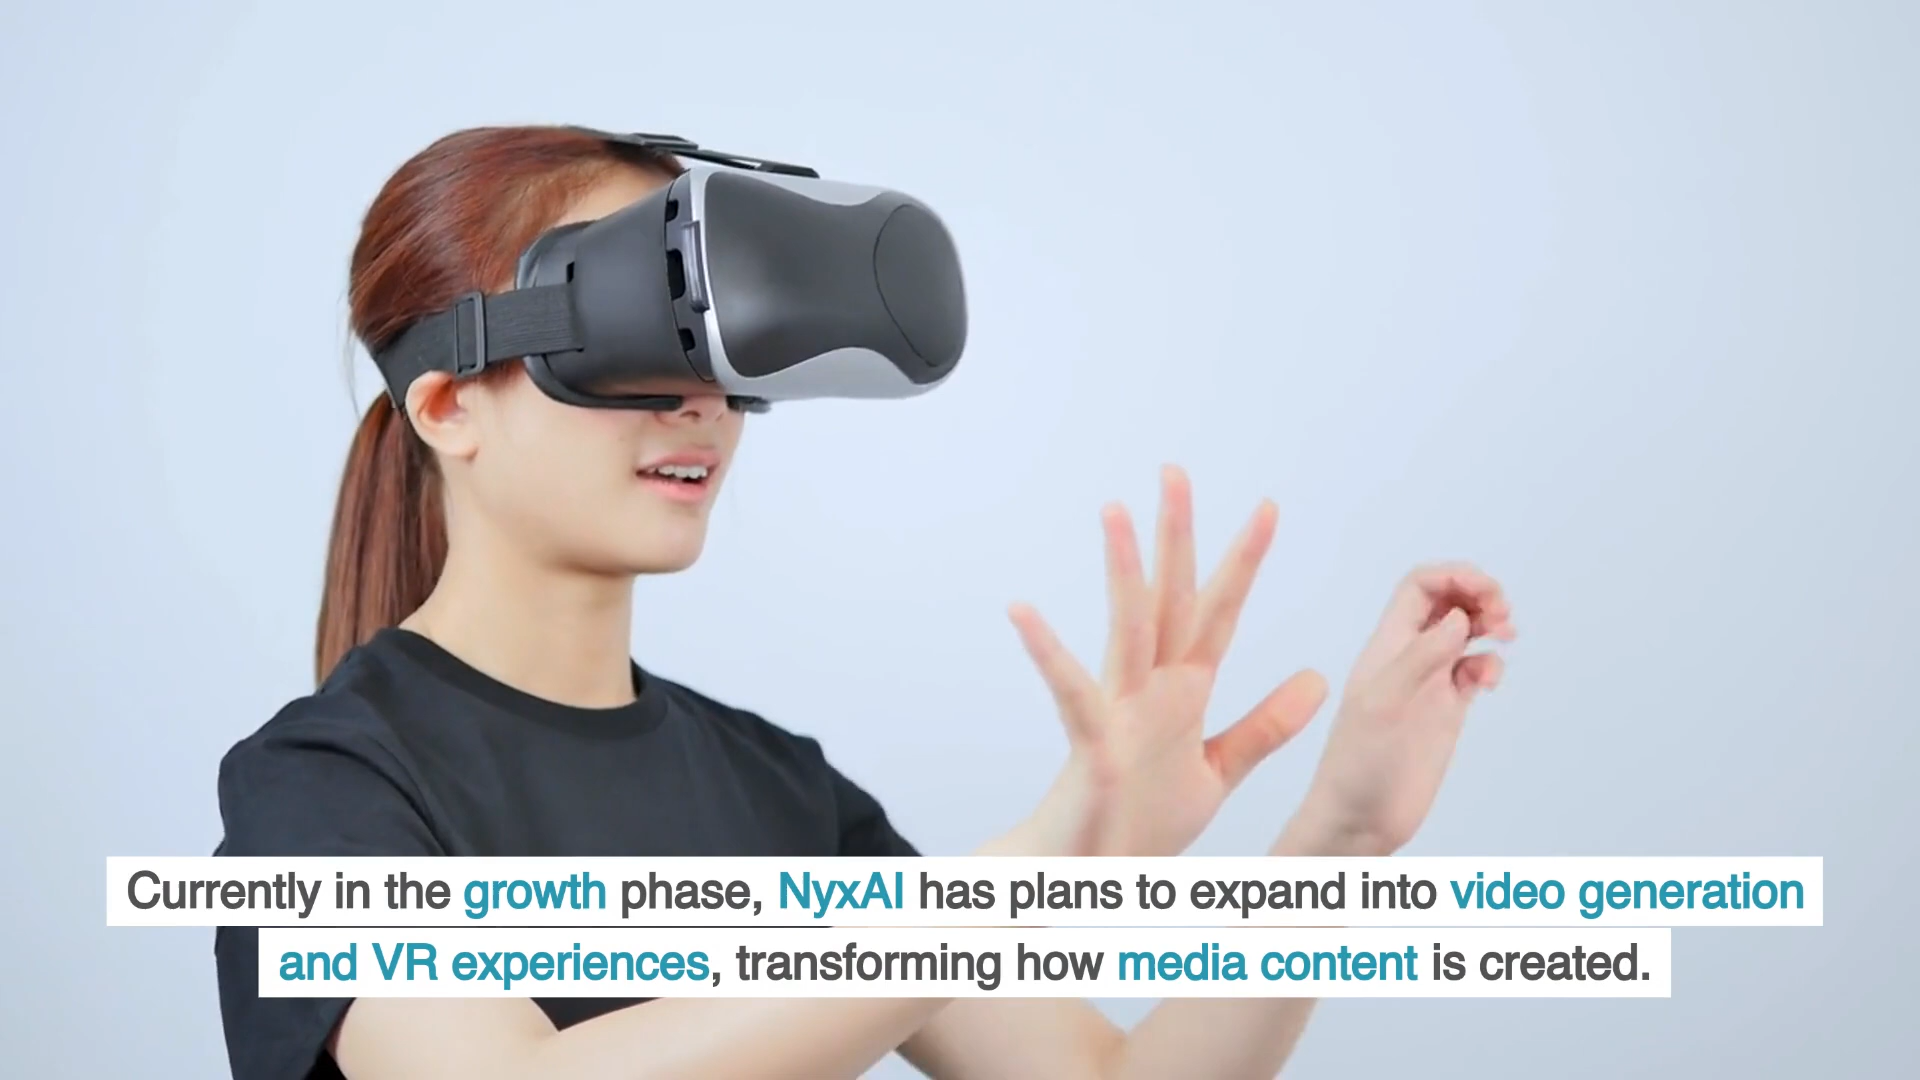 Currently in the growth phase, NyxAI has plans to expand into video generation
and VR experiences, transforming how media content is created.